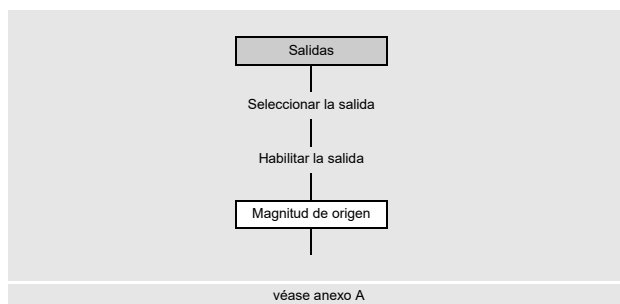 Salidas
Seleccionar la salida
Habilitar la salida
Magnitud de origen
véase anexo A